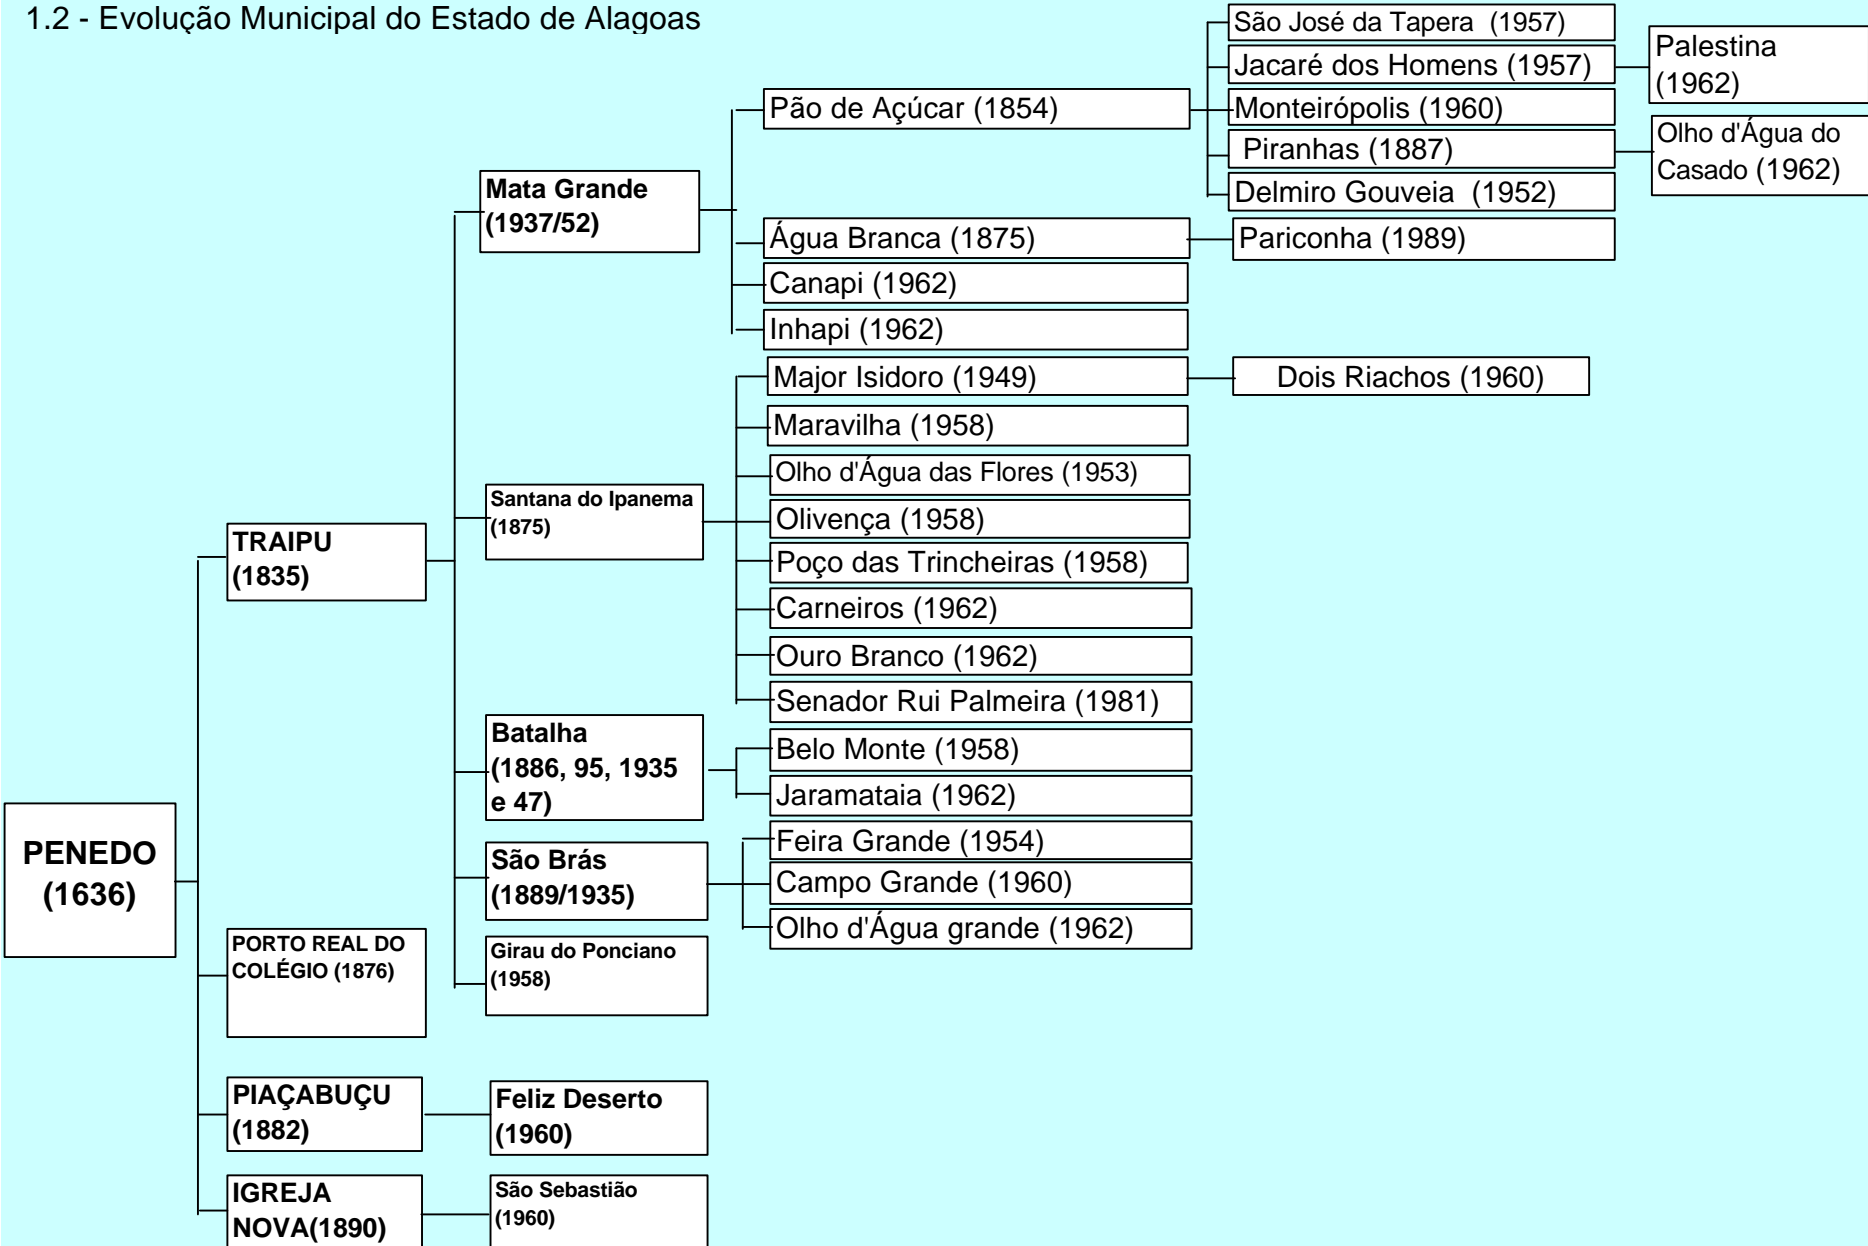 1.2 - Evolução Municipal do Estado de Alagoas
PENEDO
(1636)
TRAIPU
(1835)
Mata Grande
(1937/52)
Pão de Açúcar (1854)
São José da Tapera (1957)
Jacaré dos Homens (1957)
Palestina
(1962)
Monteirópolis (1960)
Piranhas (1887)
Olho d'Água do
Casado (1962)
Delmiro Gouveia (1952)
Água Branca (1875)
Pariconha (1989)
Canapi (1962)
Inhapi (1962)
Santana do Ipanema
(1875)
Major Isidoro (1949)
Dois Riachos (1960)
Maravilha (1958)
Olho d'Água das Flores (1953)
Olivença (1958)
Poço das Trincheiras (1958)
Carneiros (1962)
Ouro Branco (1962)
Senador Rui Palmeira (1981)
Batalha
(1886, 95, 1935
e 47)
Belo Monte (1958)
Jaramataia (1962)
São Brás
(1889/1935)
Feira Grande (1954)
Campo Grande (1960)
Olho d'Água grande (1962)
Girau do Ponciano
(1958)
PORTO REAL DO
COLÉGIO (1876)
PIAÇABUÇU
(1882)
Feliz Deserto
(1960)
IGREJA
NOVA(1890)
São Sebastião
(1960)